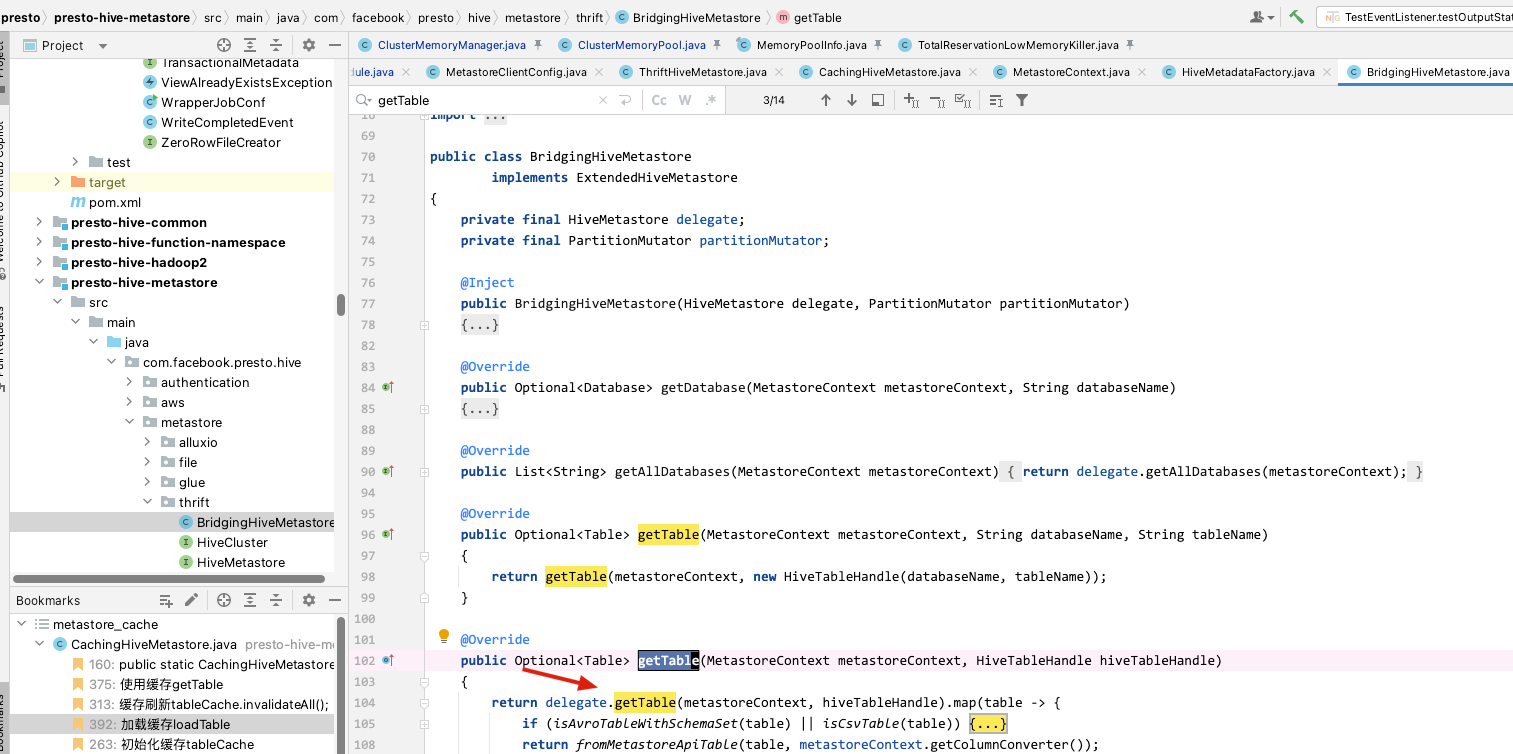 presto presto-hive-metastore src main java com facebook presto hive metastore thrift BridgingHiveMetastore getTable
TestEventListener.testOutputStat
Project
ClusterMemoryManager.java ClusterMemoryPool.java MemoryPoolInfo.java TotalReservationLowMemoryKiller.java
dule.java MetastoreClientConfig.java ThriftHiveMetastore.java CachingHiveMetastore.java MetastoreContext.java HiveMetadataFactory.java BridgingHiveMetastore.java
getTable Cc W .* 3/14
TransactionalMetadata
ViewAlreadyExistsException
WrapperJobConf
WriteCompletedEvent
ZeroRowFileCreator
test
target
pom.xml
presto-hive-common
presto-hive-function-namespace
presto-hive-hadoop2
presto-hive-metastore
src
main
java
com.facebook.presto.hive
authentication
aws
metastore
alluxio
file
glue
thrift
BridgingHiveMetastore
HiveCluster
HiveMetastore
Bookmarks
metastore_cache
CachingHiveMetastore.java presto-hive-m
160: public static CachingHiveMetastore
375: 使用缓存getTable
313: 缓存刷新tableCache.invalidateAll();
392: 加载缓存loadTable
263: 初始化缓存tableCache
18 import ...
69
70 public class BridgingHiveMetastore
71 implements ExtendedHiveMetastore
72 {
73 private final HiveMetastore delegate;
74 private final PartitionMutator partitionMutator;
75
76 @Inject
77 public BridgingHiveMetastore(HiveMetastore delegate, PartitionMutator partitionMutator)
78 {...}
82
83 @Override
84 public Optional<Database> getDatabase(MetastoreContext metastoreContext, String databaseName)
85 {...}
88
89 @Override
90 public List<String> getAllDatabases(MetastoreContext metastoreContext) { return delegate.getAllDatabases(metastoreContext); }
94
95 @Override
96 public Optional<Table> getTable(MetastoreContext metastoreContext, String databaseName, String tableName)
97 {
98 return getTable(metastoreContext, new HiveTableHandle(databaseName, tableName));
99 }
100
101 @Override
102 public Optional<Table> getTable(MetastoreContext metastoreContext, HiveTableHandle hiveTableHandle)
103 {
104 return delegate.getTable(metastoreContext, hiveTableHandle).map(table -> {
105 if (isAvroTableWithSchemaSet(table) || isCsvTable(table)) {...}
108 return fromMetastoreApiTable(table, metastoreContext.getColumnConverter());